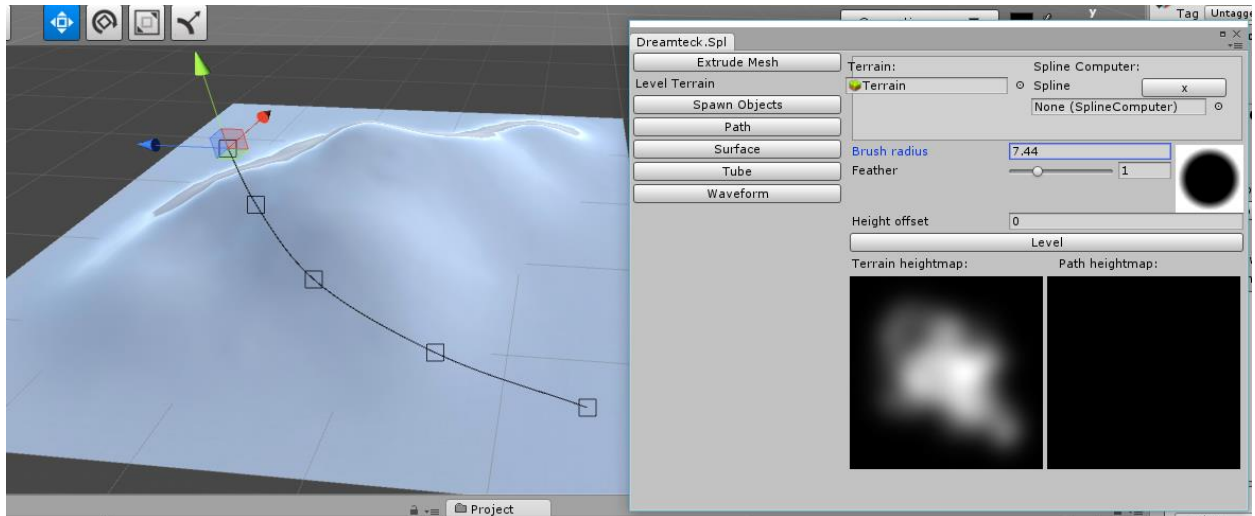 y
Tag Untagge
Dreamteck.Spl
Extrude Mesh
Level Terrain
Spawn Objects
Path
Surface
Tube
Waveform
Terrain:
Terrain
Spline Computer:
Spline x
None (SplineComputer)
Brush radius 7.44
Feather 1
Height offset 0
Level
Terrain heightmap: Path heightmap:
Project